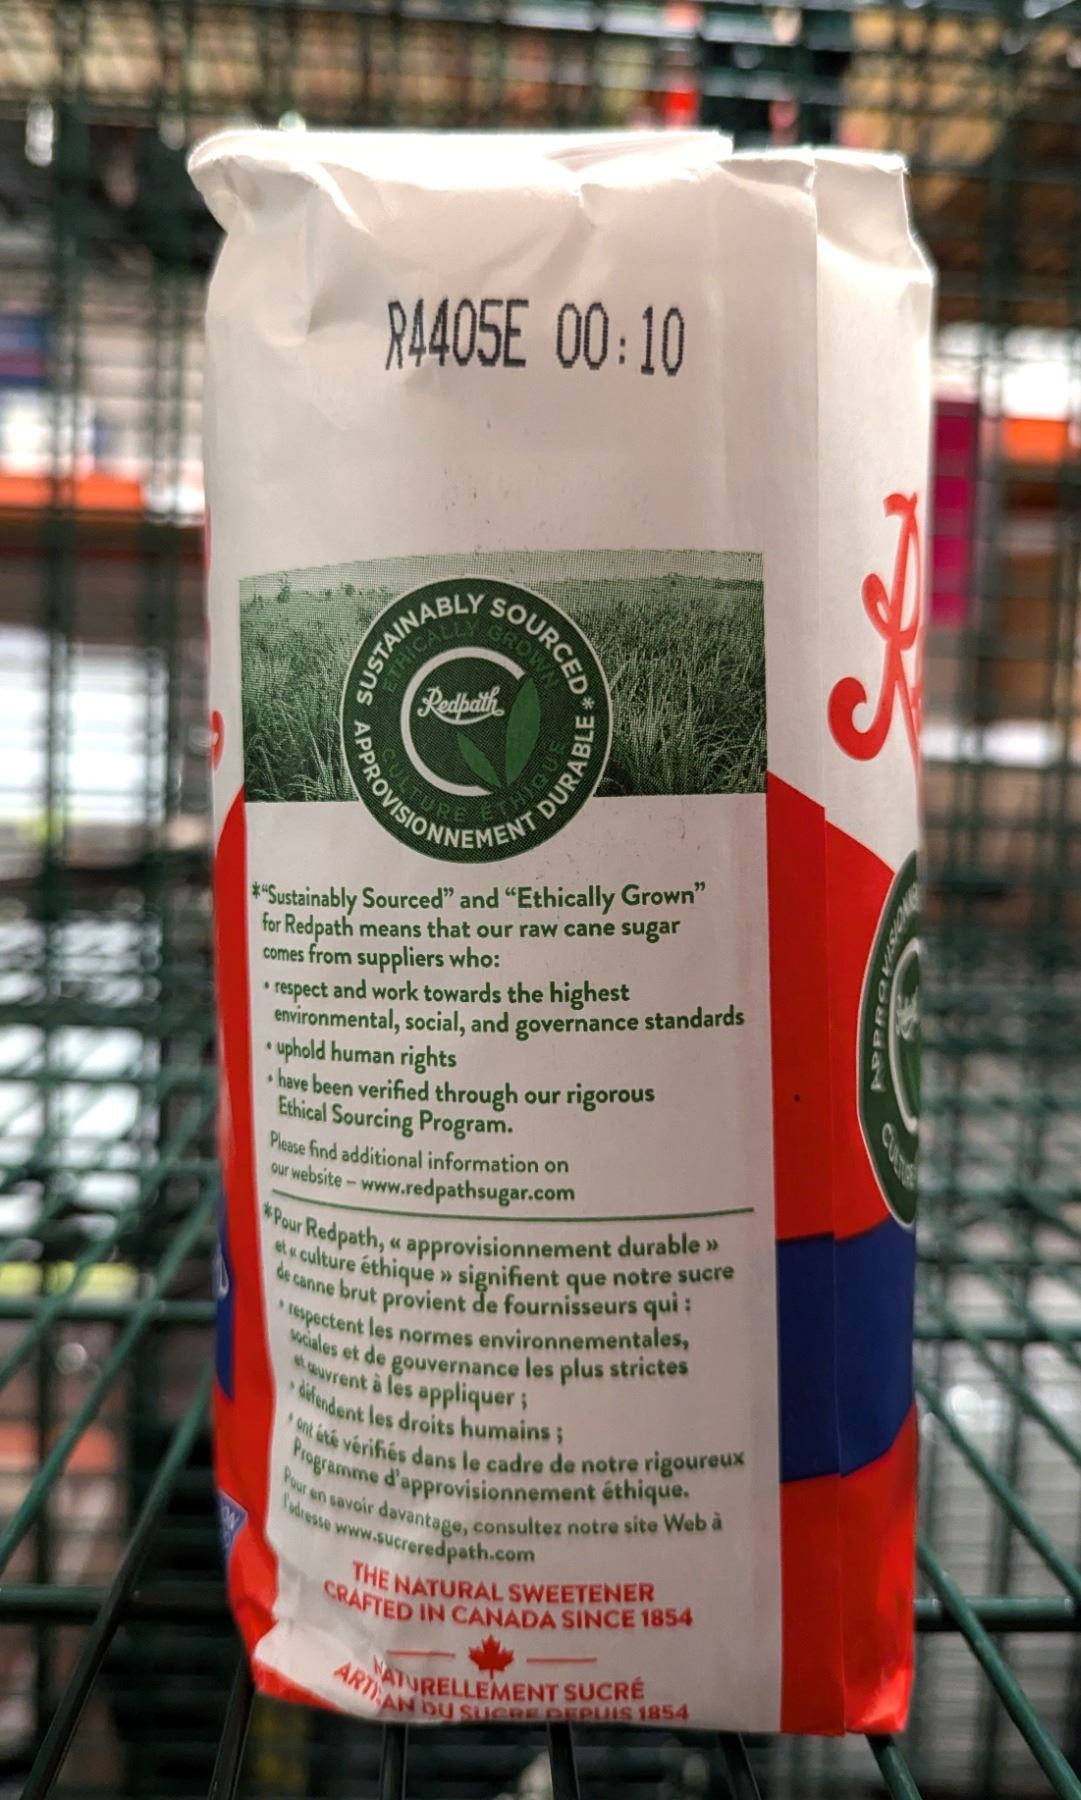 R4405E 00:10
SUSTAINABLY SOURCED*
ETHICALLY GROWN
Redpath
CULTURE ÉTHIQUE
APPROVISIONNEMENT DURABLE
*“Sustainably Sourced” and “Ethically Grown”
for Redpath means that our raw cane sugar
comes from suppliers who:
• respect and work towards the highest
environmental, social, and governance standards
• uphold human rights
• have been verified through our rigorous
Ethical Sourcing Program.
Please find additional information on
our website – www.redpathsugar.com
*Pour Redpath, « approvisionnement durable »
et « culture éthique » signifient que notre sucre
de canne brut provient de fournisseurs qui :
• respectent les normes environnementales,
sociales et de gouvernance les plus strictes
et œuvrent à les appliquer ;
• défendent les droits humains ;
• ont été vérifiés dans le cadre de notre rigoureux
Programme d'approvisionnement éthique.
Pour en savoir davantage, consultez notre site Web à
l'adresse www.sucreredpath.com
THE NATURAL SWEETENER
CRAFTED IN CANADA SINCE 1854
NATURELLEMENT SUCRÉ
ARTISAN DU SUCRE DEPUIS 1854